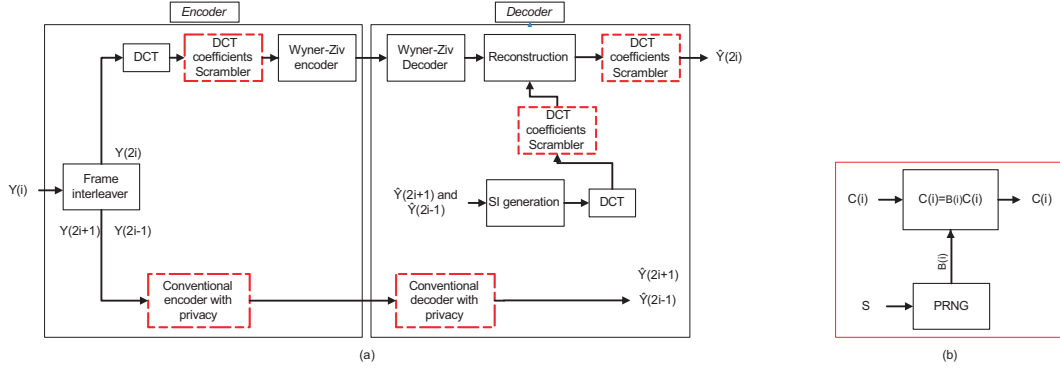 Encoder
Decoder
DCT
DCT
coefficients
Scrambler
Wyner-Ziv
encoder
Wyner-Ziv
Decoder
Reconstruction
DCT
coefficients
Scrambler
Ŷ(2i)
DCT
coefficients
Scrambler
Y(2i)
Y(i)
Frame
interleaver
Y(2i+1)
Y(2i-1)
Ŷ(2i+1) and
Ŷ(2i-1)
SI generation
DCT
Conventional
encoder with
privacy
Conventional
decoder with
privacy
Ŷ(2i+1)
Ŷ(2i-1)
(a)
C(i)
C(i)=B(i)C(i)
C(i)
B(i)
S
PRNG
(b)